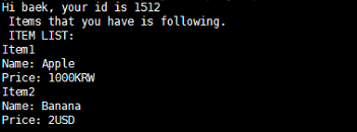 Hi baek, your id is 1512
Items that you have is following.
ITEM LIST:
Item1
Name: Apple
Price: 1000KRW
Item2
Name: Banana
Price: 2USD